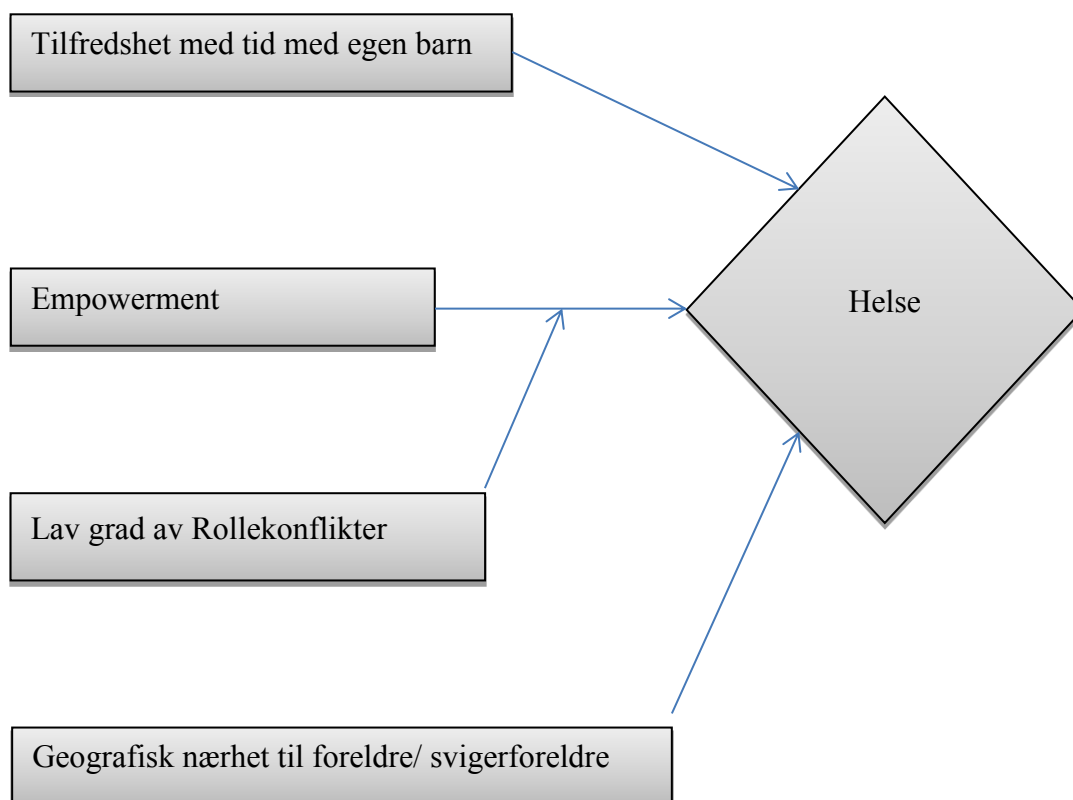 Tilfredshet med tid med egen barn
Empowerment
Helse
Lav grad av Rollekonflikter
Geografisk nærhet til foreldre/ svigerforeldre